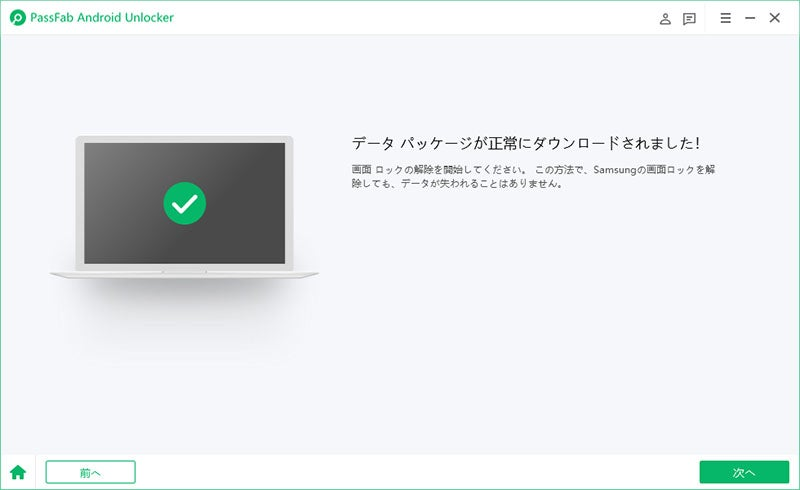 PassFab Android Unlocker
データ パッケージが正常にダウンロードされました!
画面 ロックの解除を開始してください。 この方法で、Samsungの画面ロックを解
除しても、データが失われることはありません。
前へ
次へ